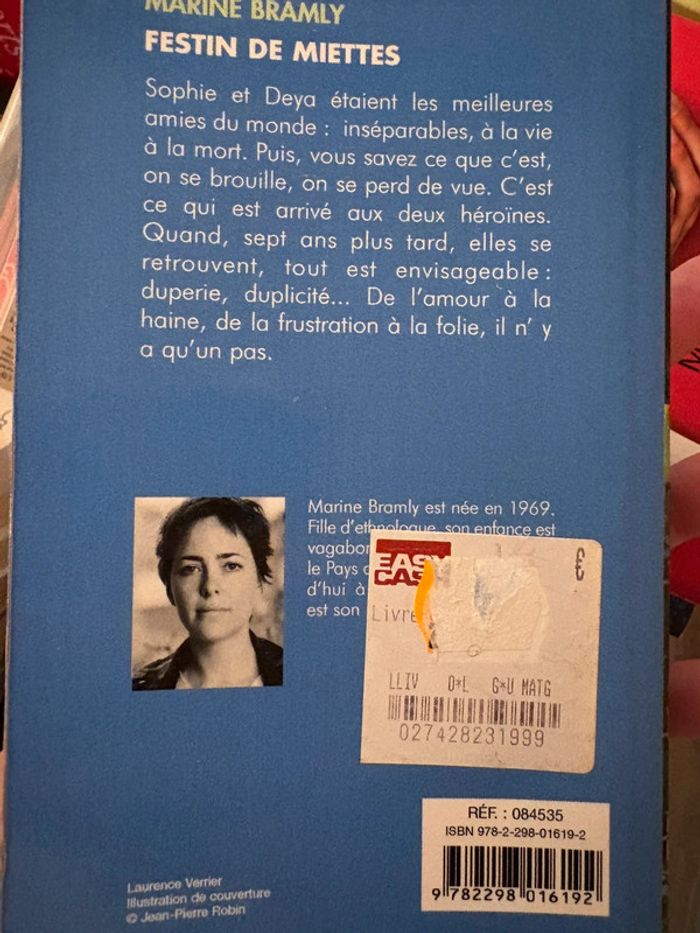 MARINE BRAMLY
FESTIN DE MIETTES
Sophie et Deya étaient les meilleures
amies du monde : inséparables, à la vie
à la mort. Puis, vous savez ce que c'est,
on se brouille, on se perd de vue. C'est
ce qui est arrivé aux deux héroïnes.
Quand, sept ans plus tard, elles se
retrouvent, tout est envisageable :
duperie, duplicité... De l'amour à la
haine, de la frustration à la folie, il n' y
a qu'un pas.
Marine Bramly est née en 1969.
Fille d'ethnologue, son enfance est
le Pays
d'hui à
est son
EASY
CASH
LLIV O*L G*U MATG
027428231999
RÉF. : 084535
ISBN 978-2-298-01619-2
9 782298 016192
Laurence Verrier
Illustration de couverture
© Jean-Pierre Robin